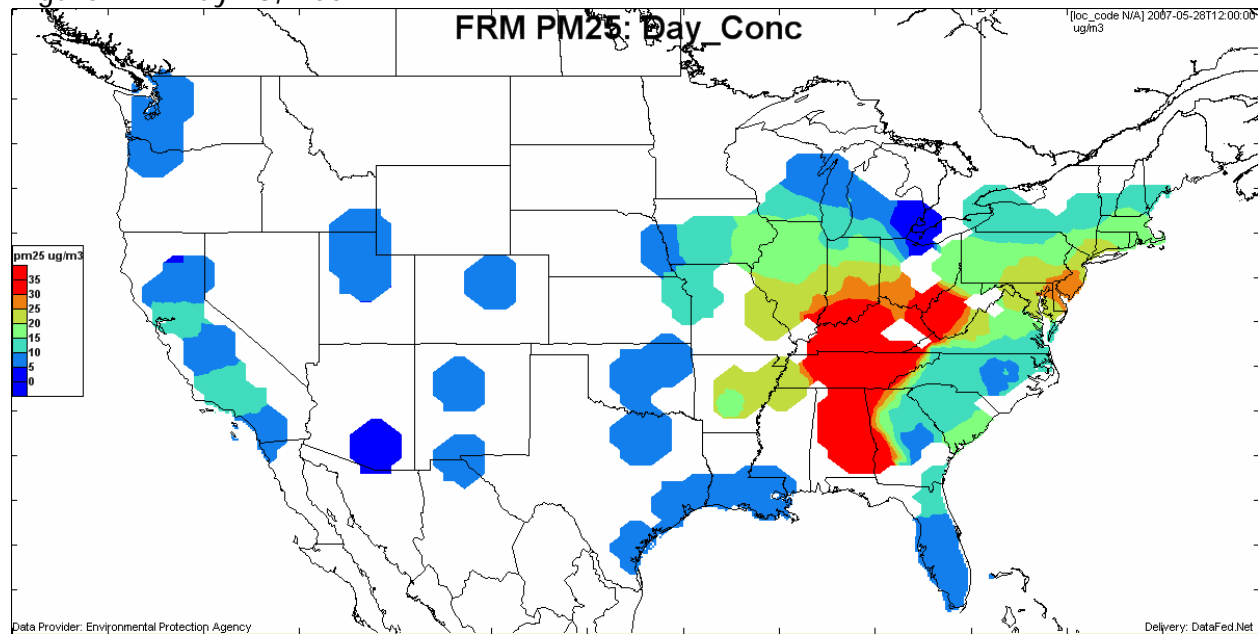 FRM PM25: Day_Conc
[loc_code N/A] 2007-05-28T12:00:00
ug/m3
pm25 ug/m3
35
30
25
20
15
10
5
0
Data Provider: Environmental Protection Agency
Delivery: DataFed.Net